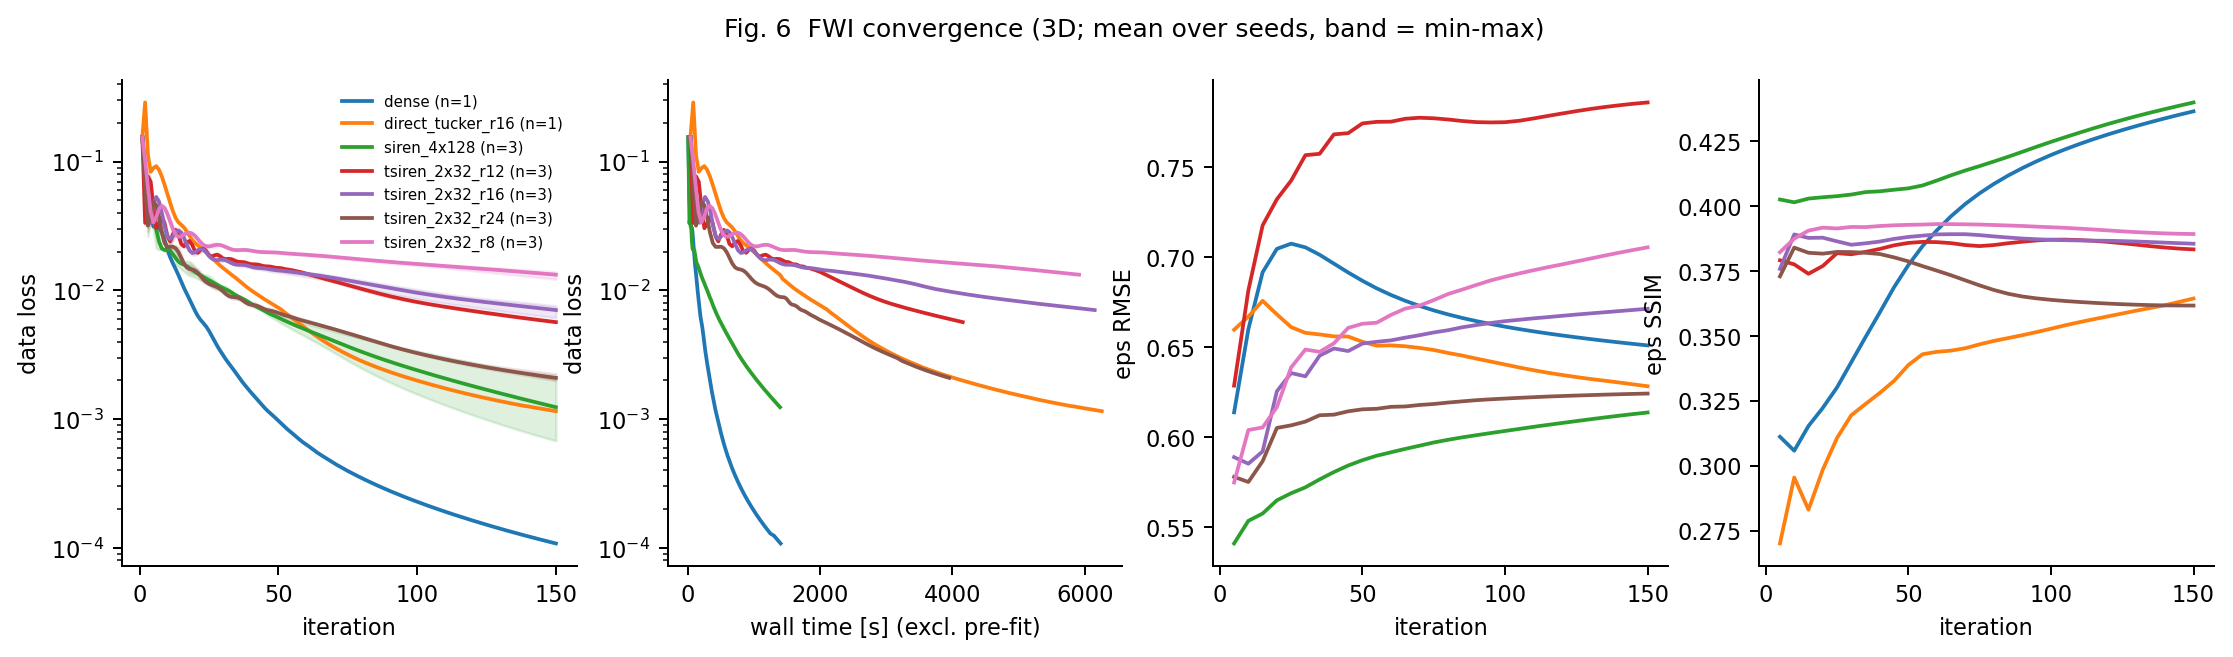 Fig. 6  FWI convergence (3D; mean over seeds, band = min-max)
data loss
10⁻¹
10⁻²
10⁻³
10⁻⁴
dense (n=1)
direct_tucker_r16 (n=1)
siren_4x128 (n=3)
tsiren_2x32_r12 (n=3)
tsiren_2x32_r16 (n=3)
tsiren_2x32_r24 (n=3)
tsiren_2x32_r8 (n=3)
0 50 100 150
iteration
data loss
10⁻¹
10⁻²
10⁻³
10⁻⁴
0 2000 4000 6000
wall time [s] (excl. pre-fit)
eps RMSE
0.75
0.70
0.65
0.60
0.55
0 50 100 150
iteration
eps SSIM
0.425
0.400
0.375
0.350
0.325
0.300
0.275
0 50 100 150
iteration